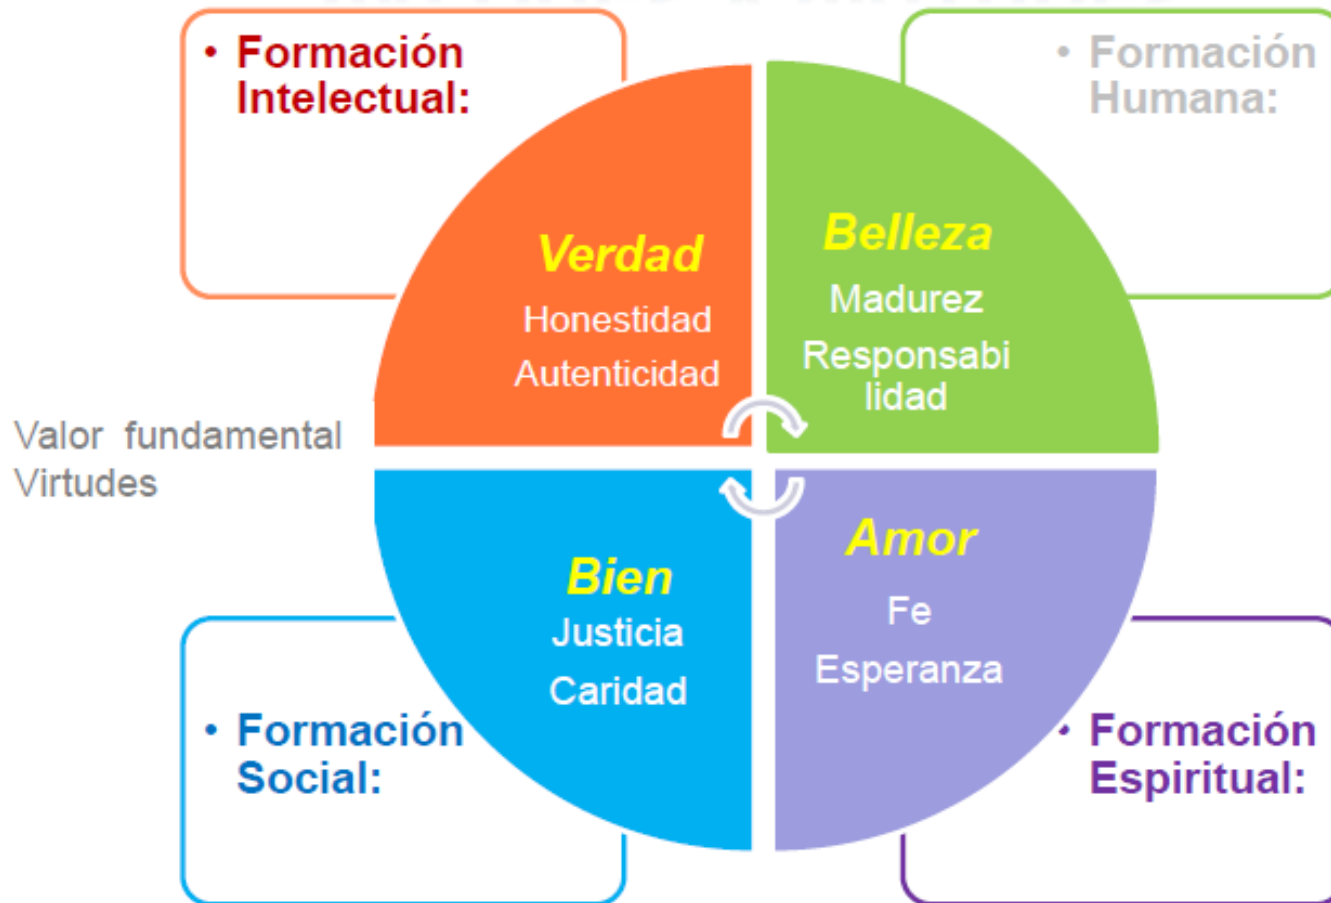 • Formación
Intelectual:
• Formación
Humana:
Verdad
Honestidad
Autenticidad
Belleza
Madurez
Responsabi
lidad
Valor fundamental
Virtudes
Bien
Justicia
Caridad
Amor
Fe
Esperanza
• Formación
Social:
• Formación
Espiritual: